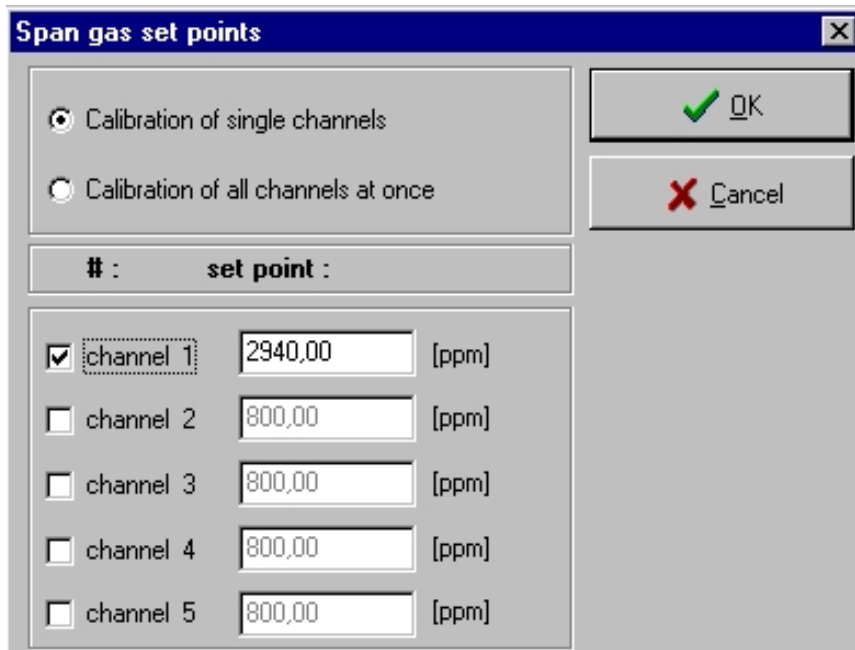 Span gas set points
Calibration of single channels
OK
Calibration of all channels at once
Cancel
# : set point :
channel 1 2940,00 [ppm]
channel 2 800,00 [ppm]
channel 3 800,00 [ppm]
channel 4 800,00 [ppm]
channel 5 800,00 [ppm]